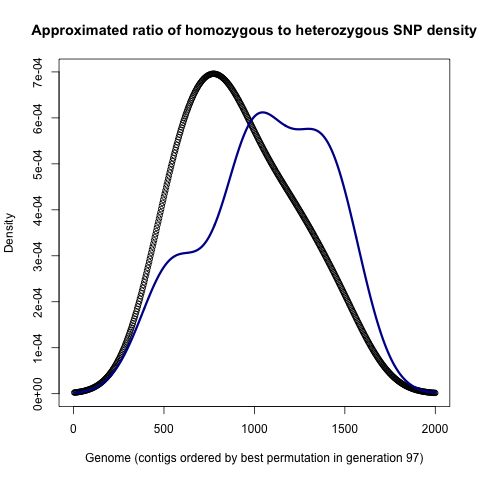 Approximated ratio of homozygous to heterozygous SNP density
Density
7e-04
6e-04
5e-04
4e-04
3e-04
2e-04
1e-04
0e+00
0 500 1000 1500 2000
Genome (contigs ordered by best permutation in generation 97)